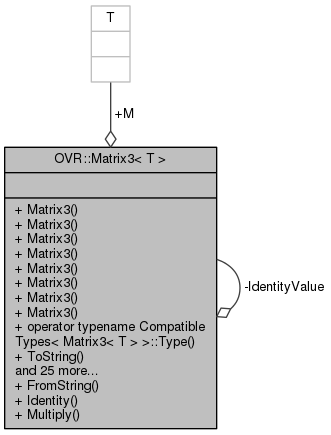 T
+M
OVR::Matrix3< T >
+ Matrix3()
+ Matrix3()
+ Matrix3()
+ Matrix3()
+ Matrix3()
+ Matrix3()
+ Matrix3()
+ Matrix3()
+ operator typename Compatible
Types< Matrix3< T > >::Type()
+ ToString()
and 25 more...
+ FromString()
+ Identity()
+ Multiply()
-IdentityValue